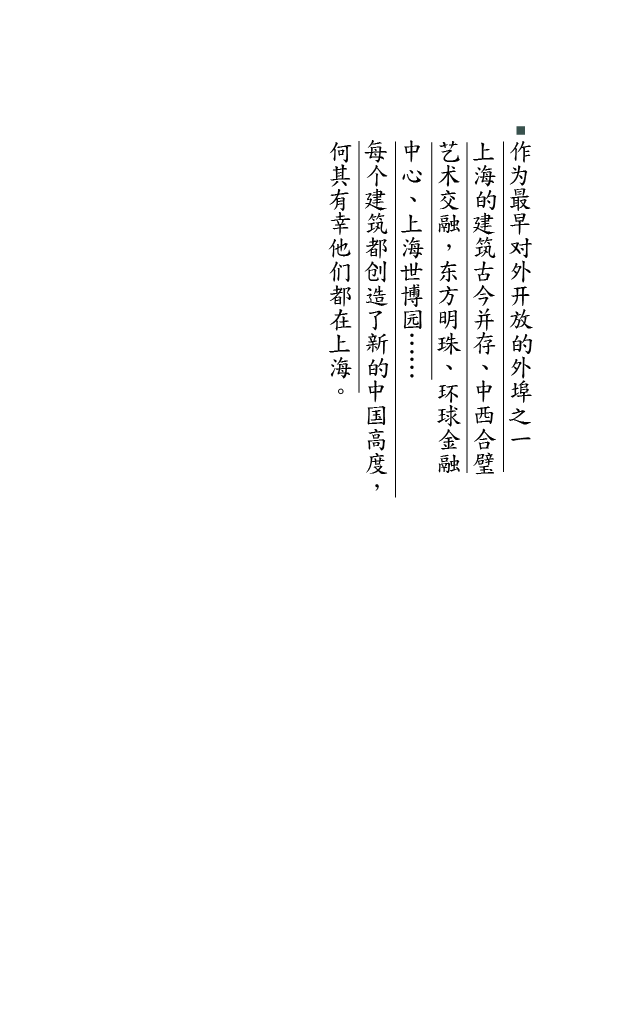 作为最早对外开放的外埠之一
上海的建筑古今并存、中西合璧
艺术交融，东方明珠、环球金融
中心、上海世博园……
每个建筑都创造了新的中国高度，
何其有幸他们都在上海。